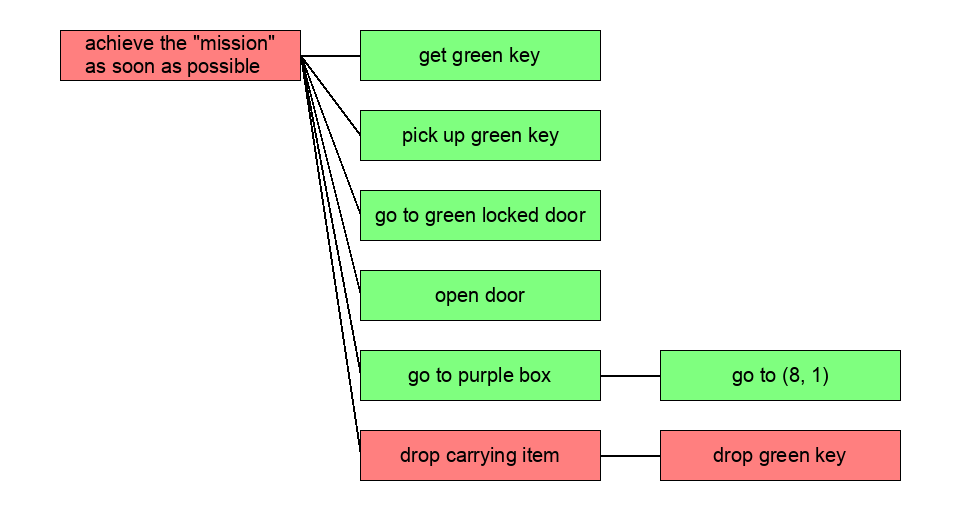 achieve the "mission"
as soon as possible
get green key
pick up green key
go to green locked door
open door
go to purple box
go to (8, 1)
drop carrying item
drop green key